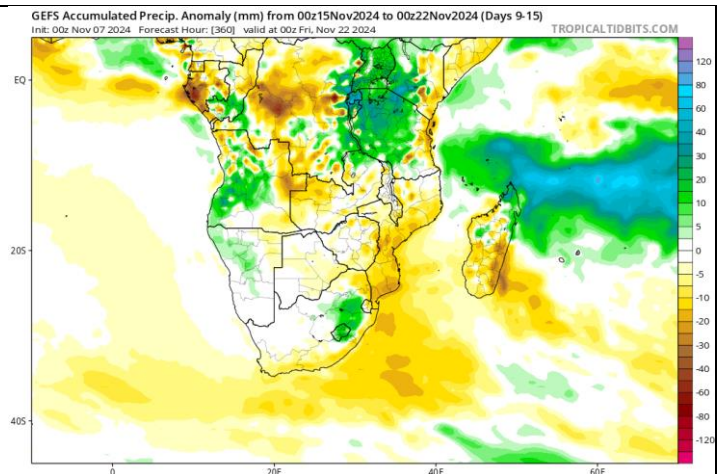 GEFS Accumulated Precip. Anomaly (mm) from 00z15Nov2024 to 00z22Nov2024 (Days 9-15)
Init: 00z Nov 07 2024 Forecast Hour: [360] valid at 00z Fri, Nov 22 2024
TROPICALTIDBITS.COM
EQ
20S
40S
0
20E
40E
60E
120
80
60
50
40
30
20
10
5
0
-5
-10
-20
-30
-40
-60
-80
-120